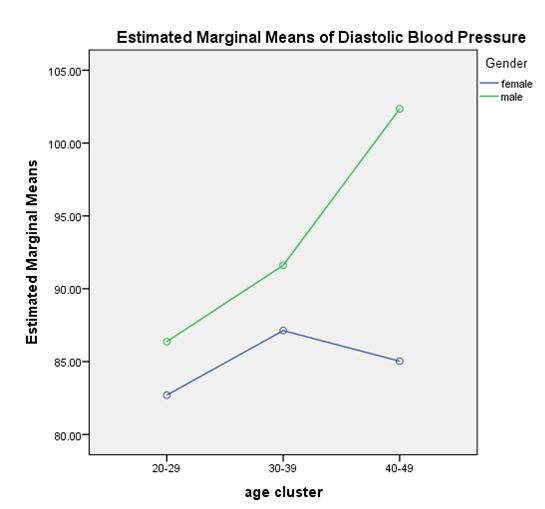 Estimated Marginal Means of Diastolic Blood Pressure
Gender
female
male
Estimated Marginal Means
105.00
100.00
95.00
90.00
85.00
80.00
20-29
30-39
40-49
age cluster